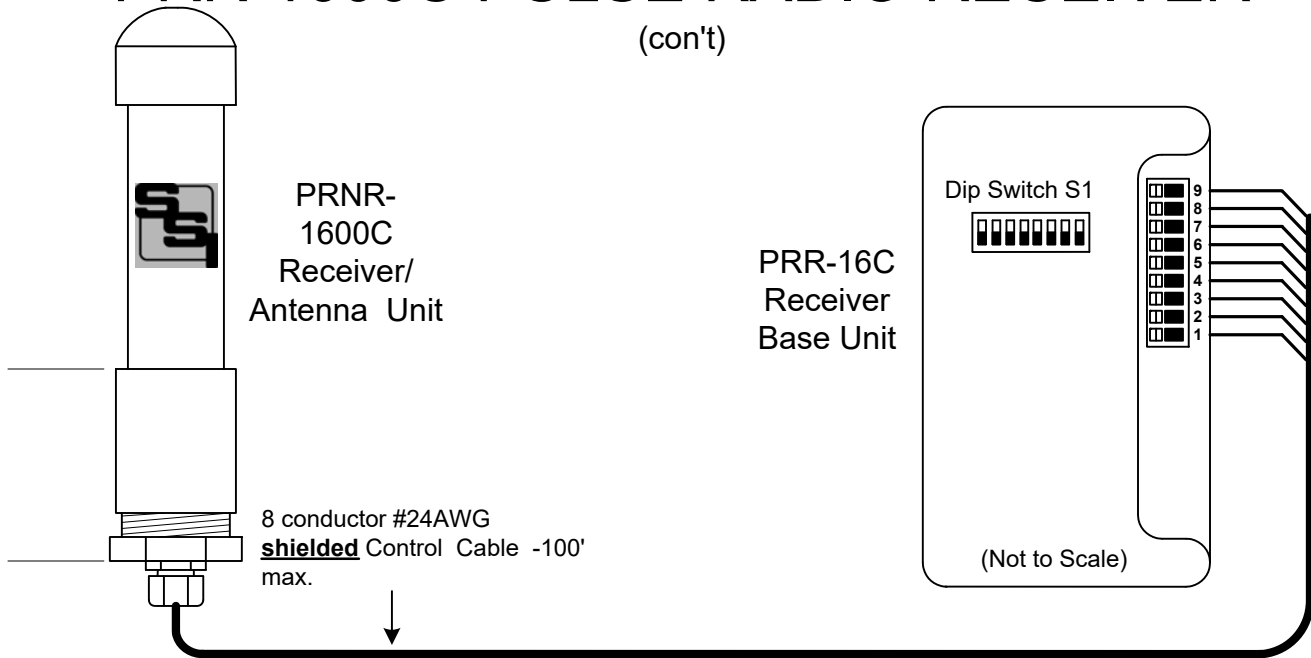 (con't)
PRNR-
1600C
Receiver/
Antenna Unit
SSI
Dip Switch S1
PRR-16C
Receiver
Base Unit
9
8
7
6
5
4
3
2
1
8 conductor #24AWG
shielded Control Cable -100'
max.
(Not to Scale)